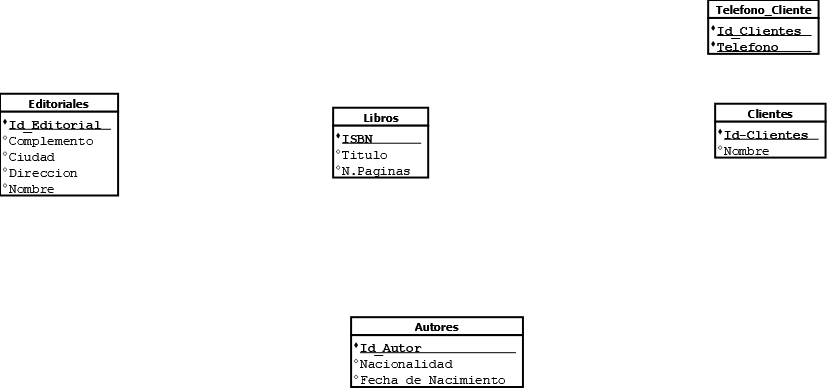 Telefono_Cliente
Id_Clientes
Telefono
Editoriales
Id_Editorial
Complemento
Ciudad
Direccion
Nombre
Libros
ISBN
Titulo
N.Paginas
Clientes
Id-Clientes
Nombre
Autores
Id_Autor
Nacionalidad
Fecha de Nacimiento